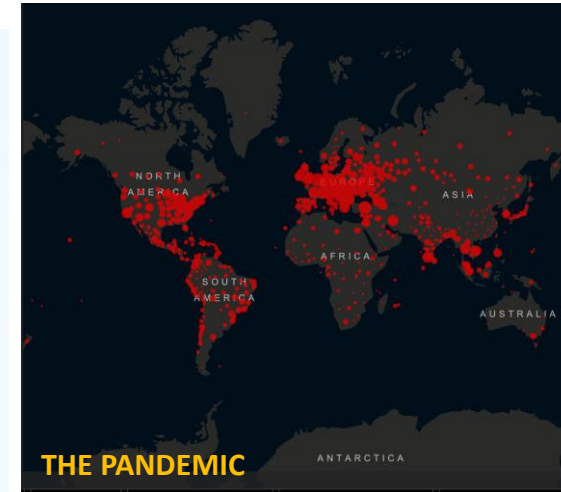 NORTH
AMERICA
EUROPE
ASIA
AFRICA
SOUTH
AMERICA
AUSTRALIA
THE PANDEMIC
ANTARCTICA